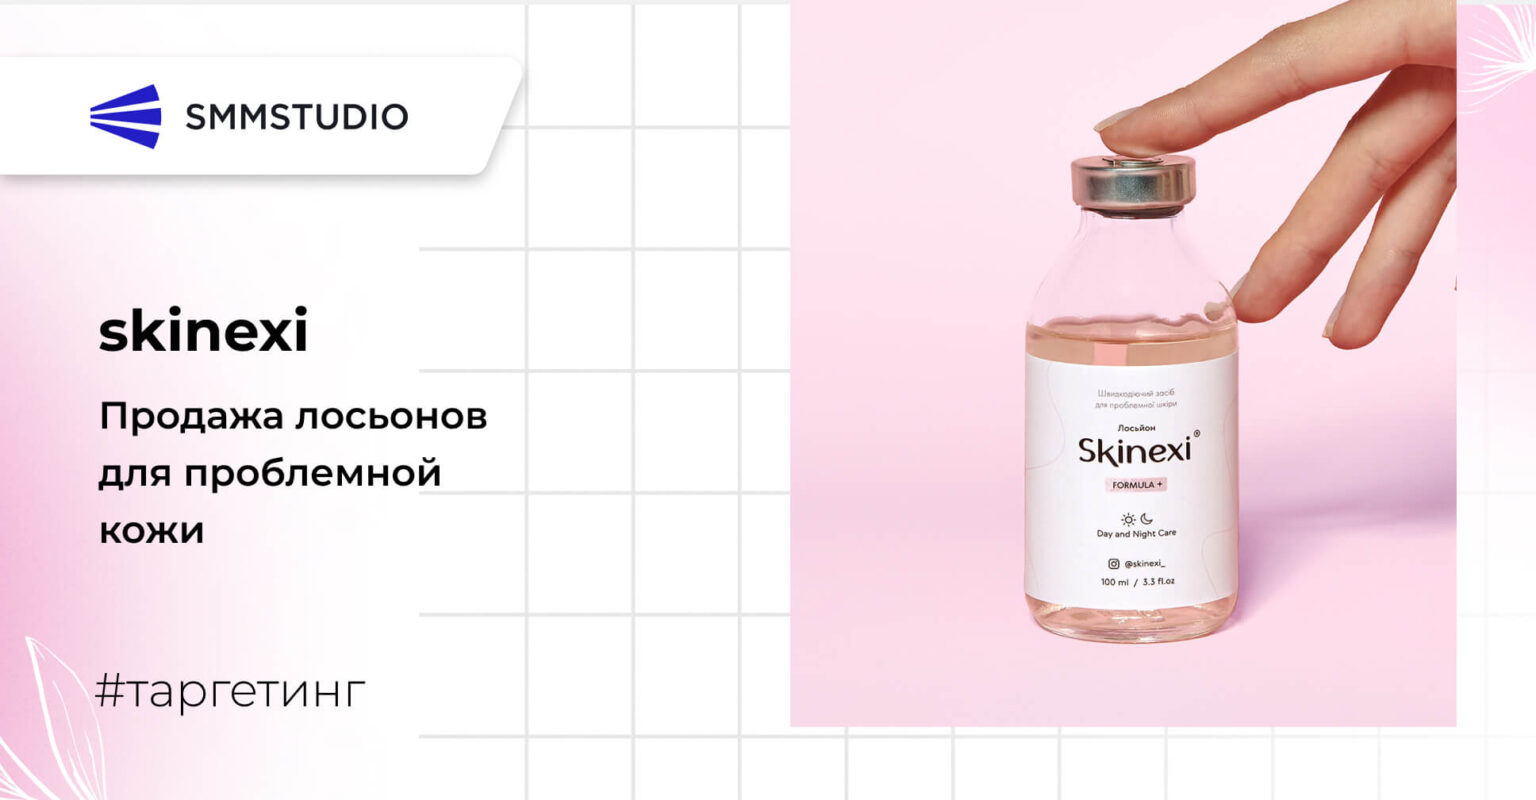 SMMSTUDIO
skinexi
Продажа лосьонов
для проблемной
кожи
#таргетинг
Швидкодіючий засіб
для проблемної шкіри
Лосьйон
Skinexi®
FORMULA +
Day and Night Care
@skinexi_
100 ml / 3.3 fl.oz